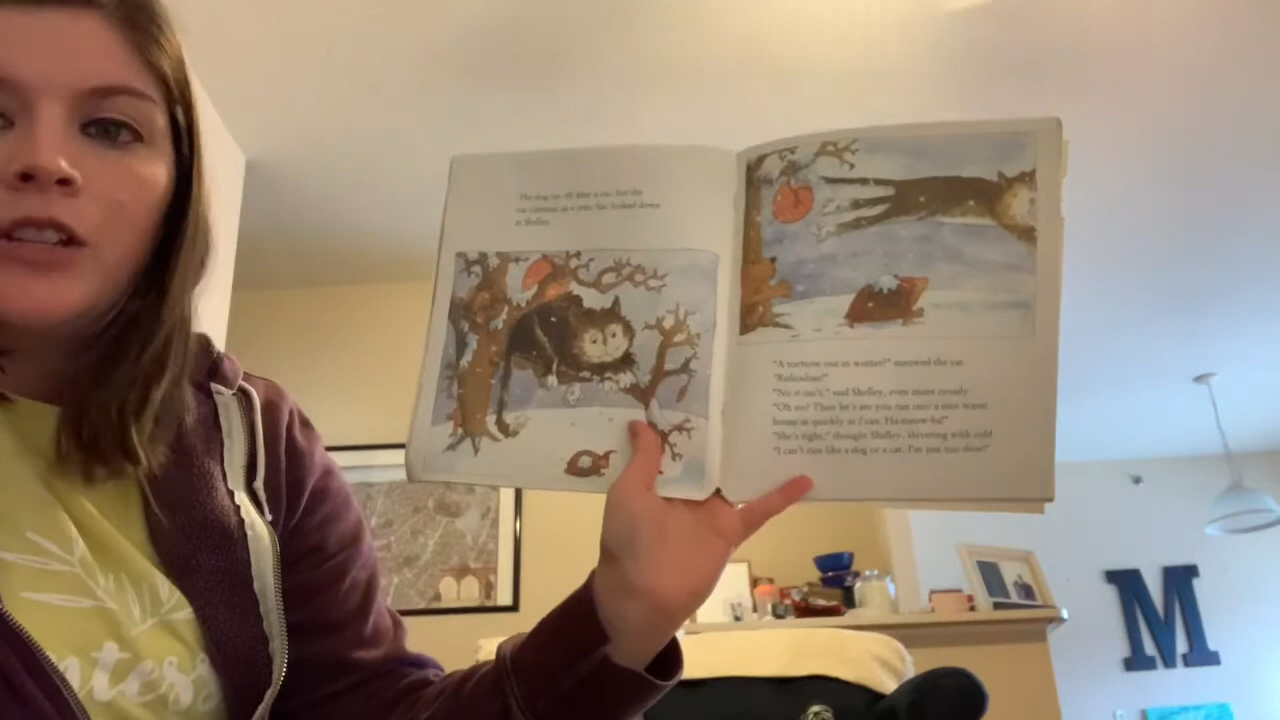 The dog ran off after a cat, but the
cat climbed up a tree. She looked down
at Shelley.
"A tortoise out in winter?" meowed the cat.
"Ridiculous!"
"No it isn't," said Shelley, even more crossly.
"Oh no? Then let's see you run into a nice warm
house as quickly as I can. Ha-meow-ha!"
"She's right," thought Shelley, shivering with cold.
"I can't run like a dog or a cat. I'm just too slow!"
M